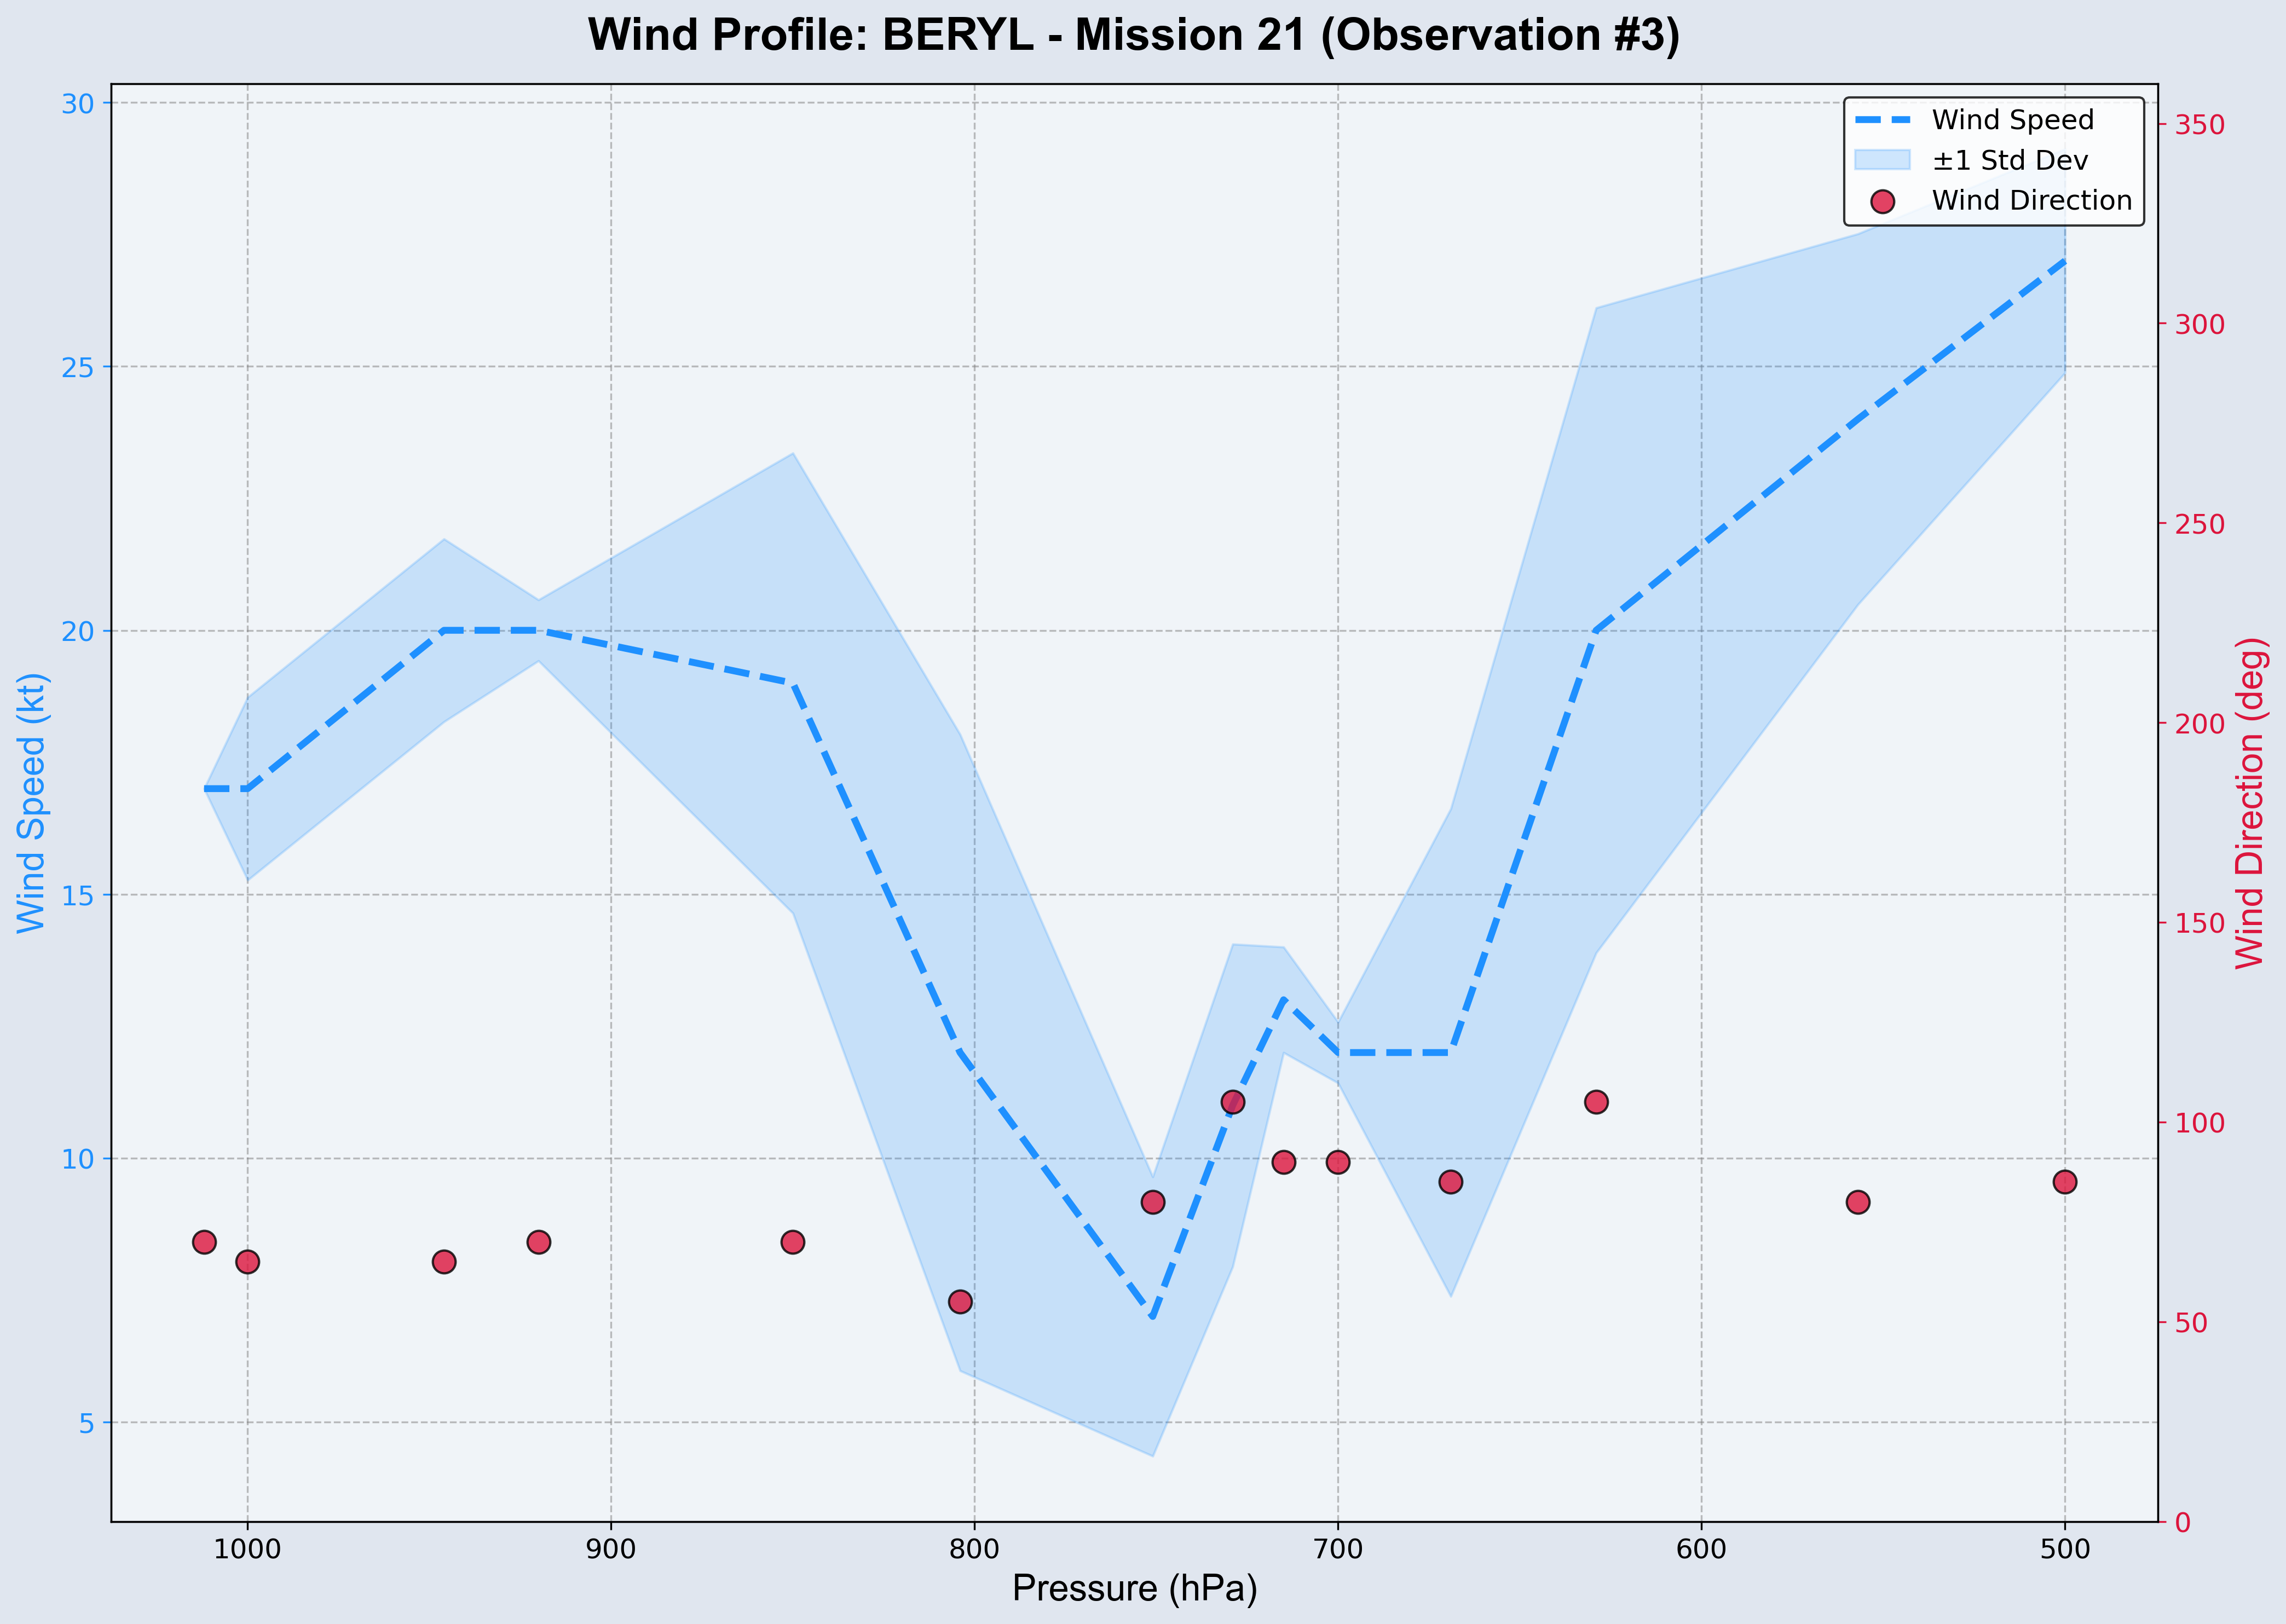 Wind Profile: BERYL - Mission 21 (Observation #3)
Wind Speed
±1 Std Dev
Wind Direction
30
25
20
15
10
5
Wind Speed (kt)
350
300
250
200
150
100
50
0
Wind Direction (deg)
1000 900 800 700 600 500
Pressure (hPa)